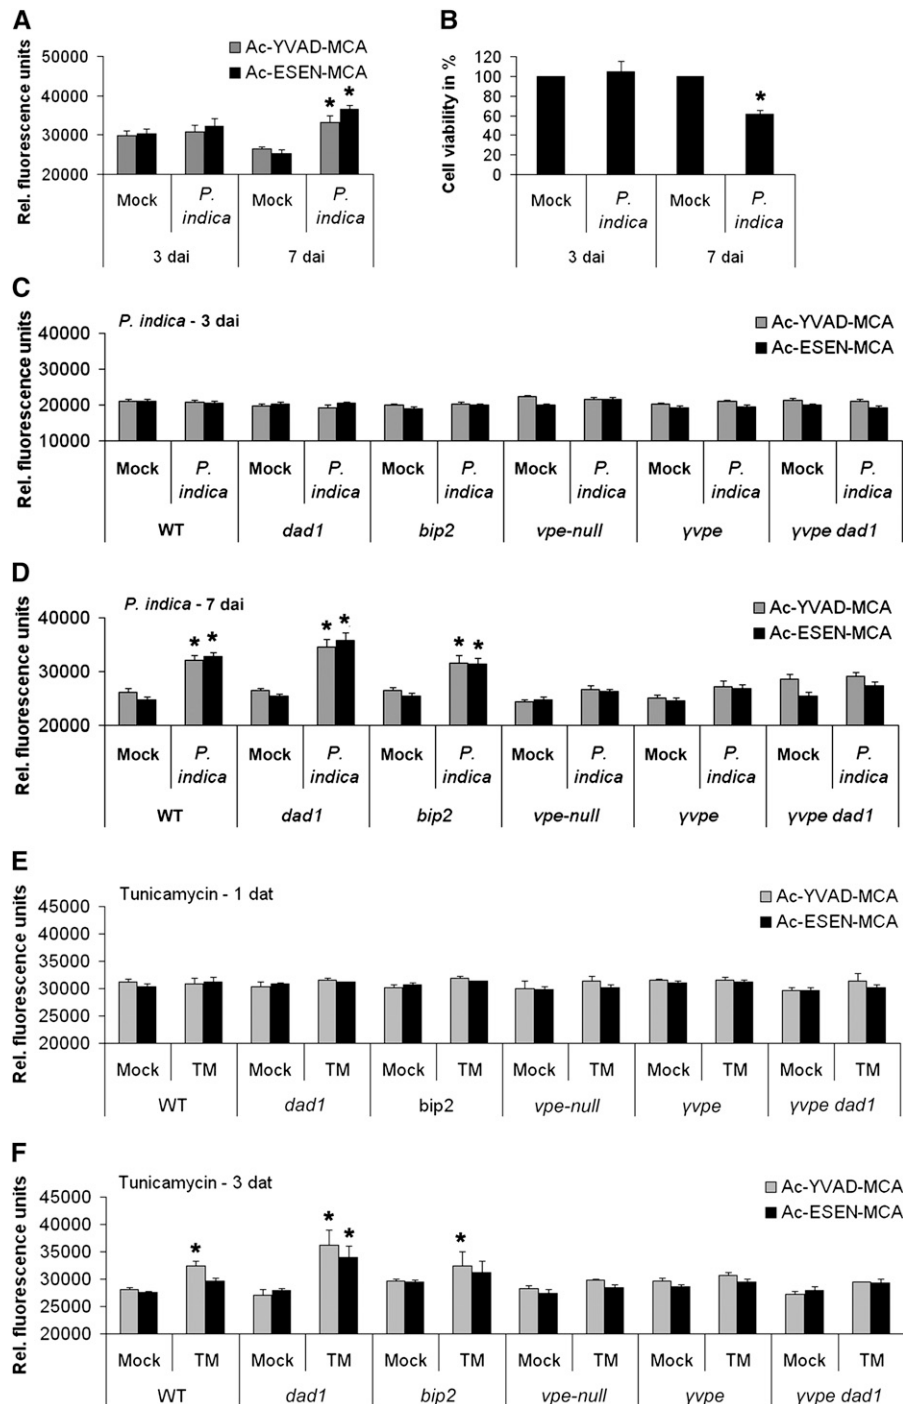 A
Rel. fluorescence units
50000
40000
30000
20000
Ac-YVAD-MCA
Ac-ESEN-MCA
* *
Mock P. indica Mock P. indica
3 dai 7 dai
B
Cell viability in %
120
100
80
60
40
20
0
*
Mock P. indica Mock P. indica
3 dai 7 dai
C
Rel. fluorescence units
P. indica - 3 dai
40000
30000
20000
10000
Ac-YVAD-MCA
Ac-ESEN-MCA
Mock P. indica Mock P. indica Mock P. indica Mock P. indica Mock P. indica Mock P. indica
WT dad1 bip2 vpe-null γvpe γvpe dad1
D
Rel. fluorescence units
P. indica - 7 dai
40000
30000
20000
Ac-YVAD-MCA
Ac-ESEN-MCA
* * * * * *
Mock P. indica Mock P. indica Mock P. indica Mock P. indica Mock P. indica Mock P. indica
WT dad1 bip2 vpe-null γvpe γvpe dad1
E
Rel. fluorescence units
Tunicamycin - 1 dat
45000
40000
35000
30000
25000
20000
Ac-YVAD-MCA
Ac-ESEN-MCA
Mock TM Mock TM Mock TM Mock TM Mock TM Mock TM
WT dad1 bip2 vpe-null γvpe γvpe dad1
F
Rel. fluorescence units
Tunicamycin - 3 dat
45000
40000
35000
30000
25000
20000
Ac-YVAD-MCA
Ac-ESEN-MCA
* * * *
Mock TM Mock TM Mock TM Mock TM Mock TM Mock TM
WT dad1 bip2 vpe-null γvpe γvpe dad1